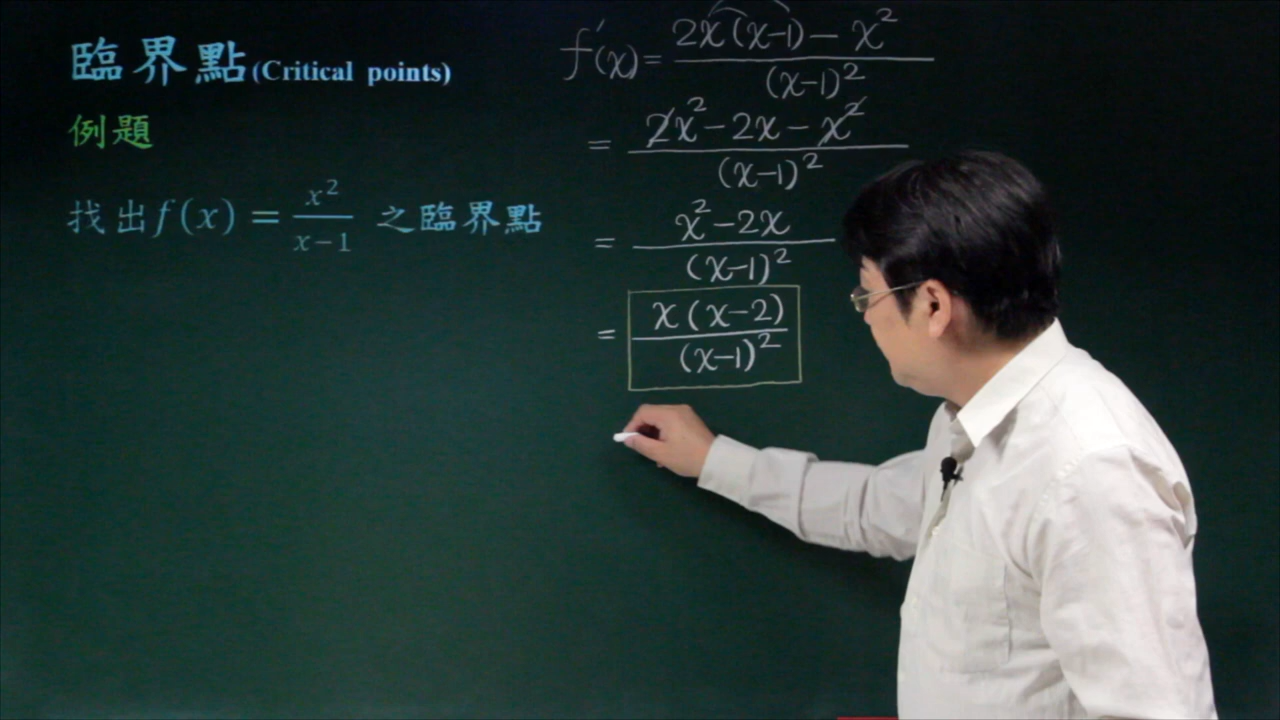 臨界點(Critical points)
例題
找出f(x) = x²/(x−1) 之臨界點
f′(x) = (2x(x-1) - x²)/(x-1)²
= (2x² - 2x - x²)/(x-1)²
= (x² - 2x)/(x-1)²
= x(x-2)/(x-1)²